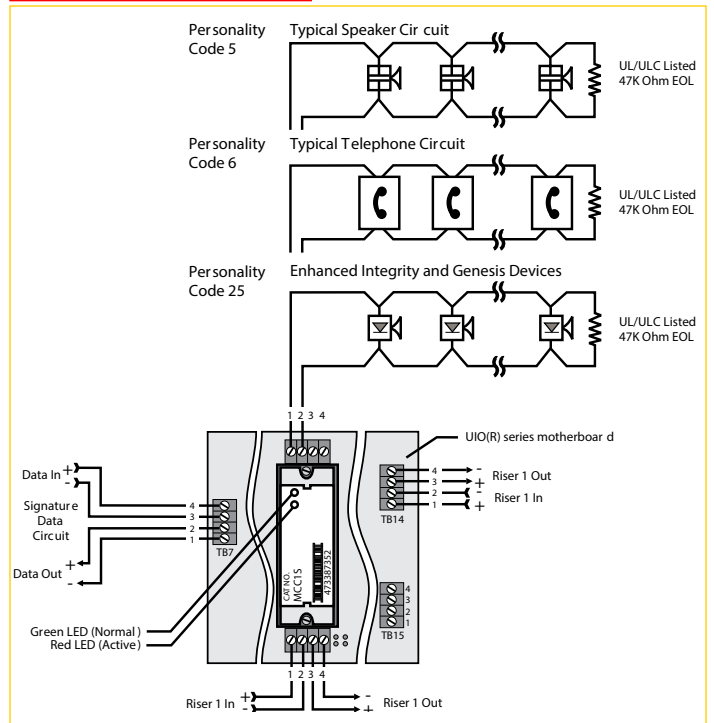 Personality Code 5
Typical Speaker Cir cuit
UL/ULC Listed
47K Ohm EOL
Personality Code 6
Typical Telephone Circuit
UL/ULC Listed
47K Ohm EOL
Personality Code 25
Enhanced Integrity and Genesis Devices
UL/ULC Listed
47K Ohm EOL
1 2 3 4
UIO(R) series motherboar d
Data In + -
Signature
Data
Circuit
Data Out + -
4
3
2
1
TB7
4 - Riser 1 Out
3 +
2 - Riser 1 In
1 +
TB14
CAT NO.
MCC1S
473387352
4
3
2
1
TB15
Green LED (Normal)
Red LED (Active)
1 2 3 4
Riser 1 In + -
- + Riser 1 Out